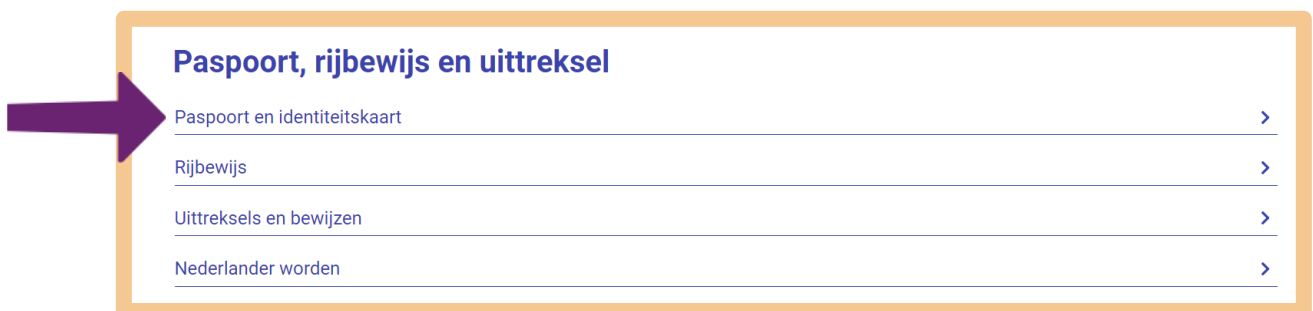 Paspoort, rijbewijs en uittreksel
Paspoort en identiteitskaart
Rijbewijs
Uittreksels en bewijzen
Nederlander worden